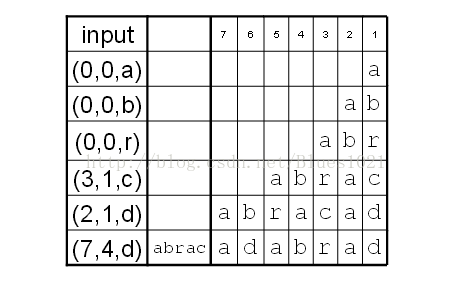 input 7 6 5 4 3 2 1
(0,0,a) a
(0,0,b) a b
(0,0,r) a b r
http://blog.csdn.net/Blues1021
(3,1,c) a b r a c
(2,1,d) a b r a c a d
(7,4,d) abrac a d a b r a d